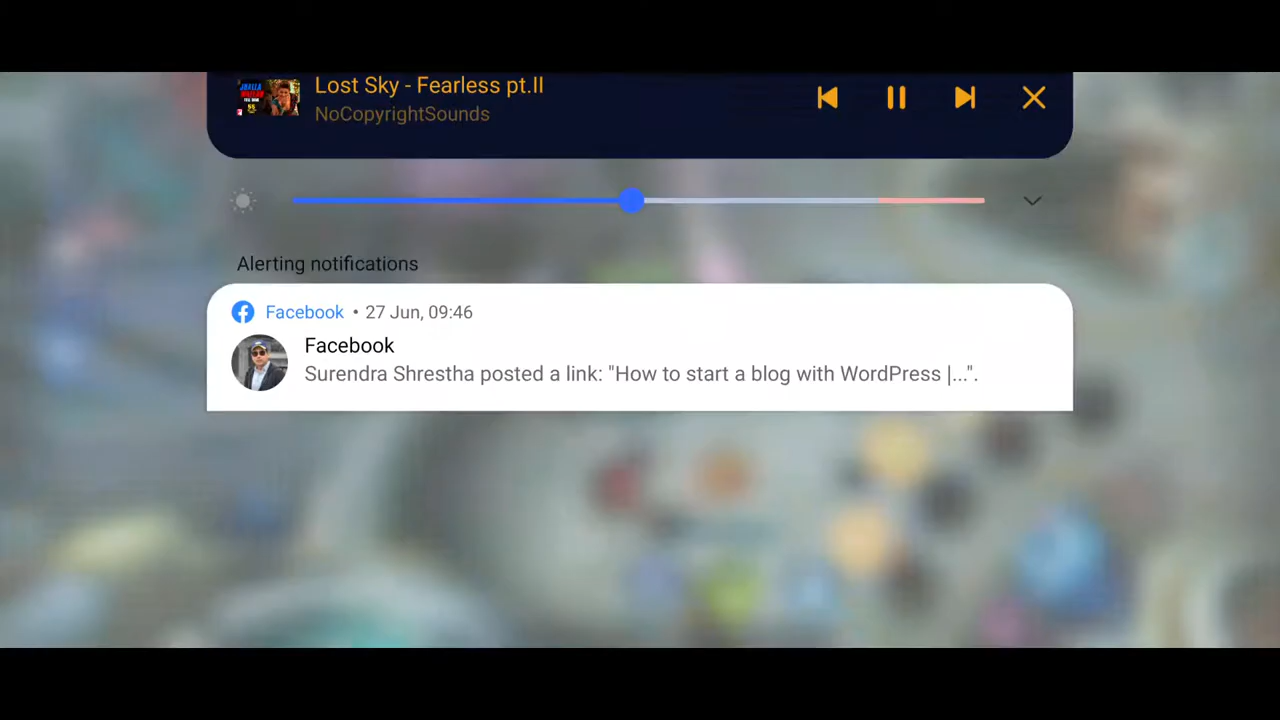 Lost Sky - Fearless pt.II
NoCopyrightSounds
Alerting notifications
Facebook • 27 Jun, 09:46
Facebook
Surendra Shrestha posted a link: "How to start a blog with WordPress |...".